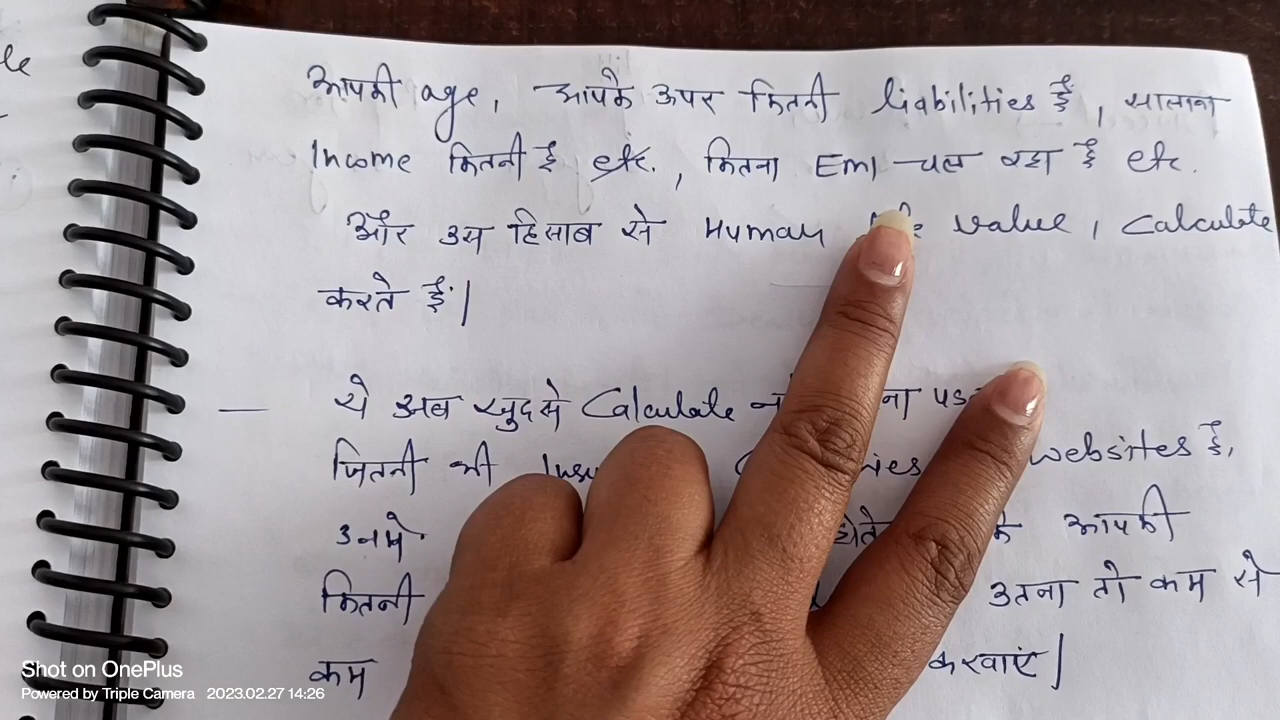 le
आपकी age, आपके ऊपर कितनी liabilities है, सालाना
Income कितनी है etc., कितना EMI चल रहा है etc.
और उस हिसाब से Human value, Calculate
करते हैं।
— ये अब खुद से Calculate ना
जितनी भी websites है,
उनमे आपकी
कितनी उतना तो कम से
कम करवाएं।
Shot on OnePlus
Powered by Triple Camera 2023.02.27 14:26